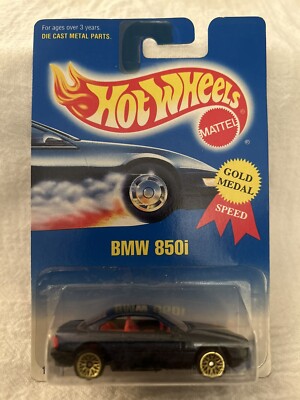 For ages over 3 years.
DIE CAST METAL PARTS.
HOT WHEELS
®
MATTEL
GOLD
MEDAL
SPEED
BMW 850i